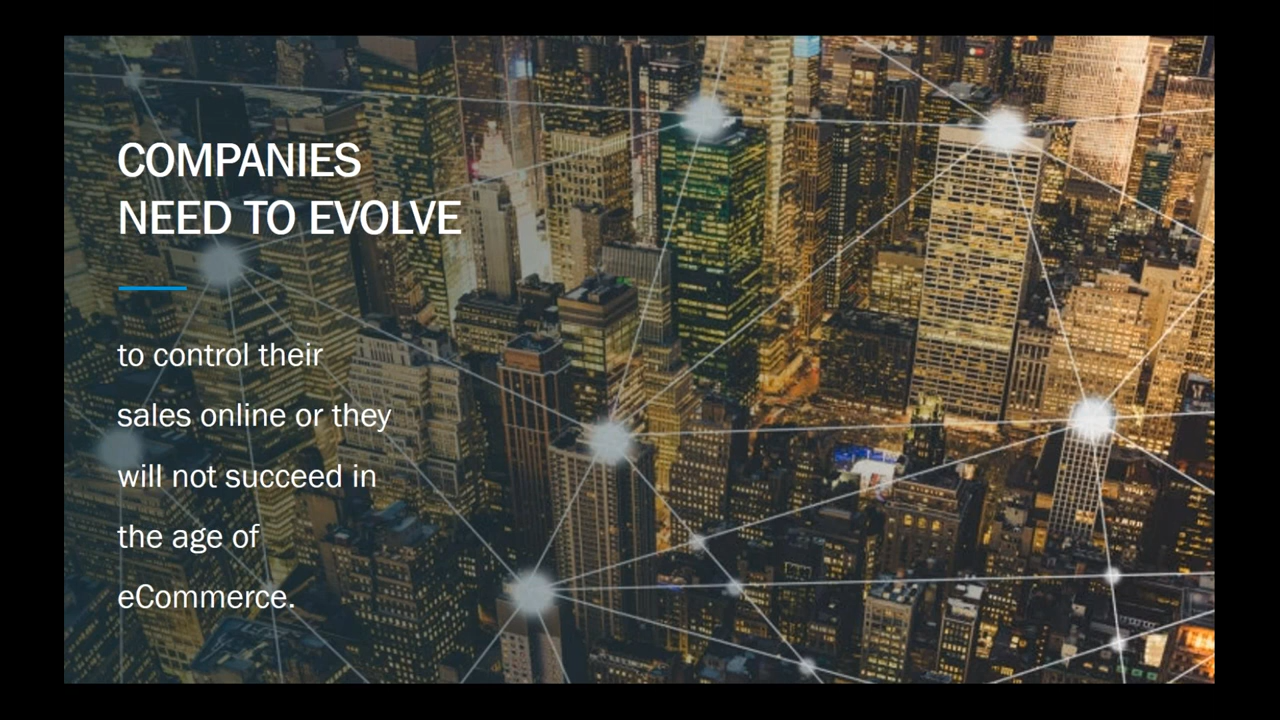 COMPANIES
NEED TO EVOLVE
to control their
sales online or they
will not succeed in
the age of
eCommerce.